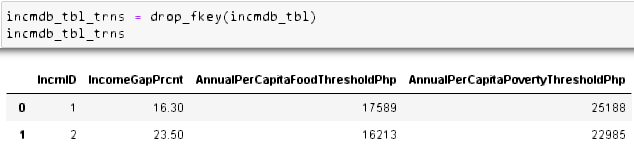 incmdb_tbl_trns = drop_fkey(incmdb_tbl)
incmdb_tbl_trns
IncmID IncomeGapPrcnt AnnualPerCapitaFoodThresholdPhp AnnualPerCapitaPovertyThresholdPhp
0 1 16.30 17589 25188
1 2 23.50 16213 22985